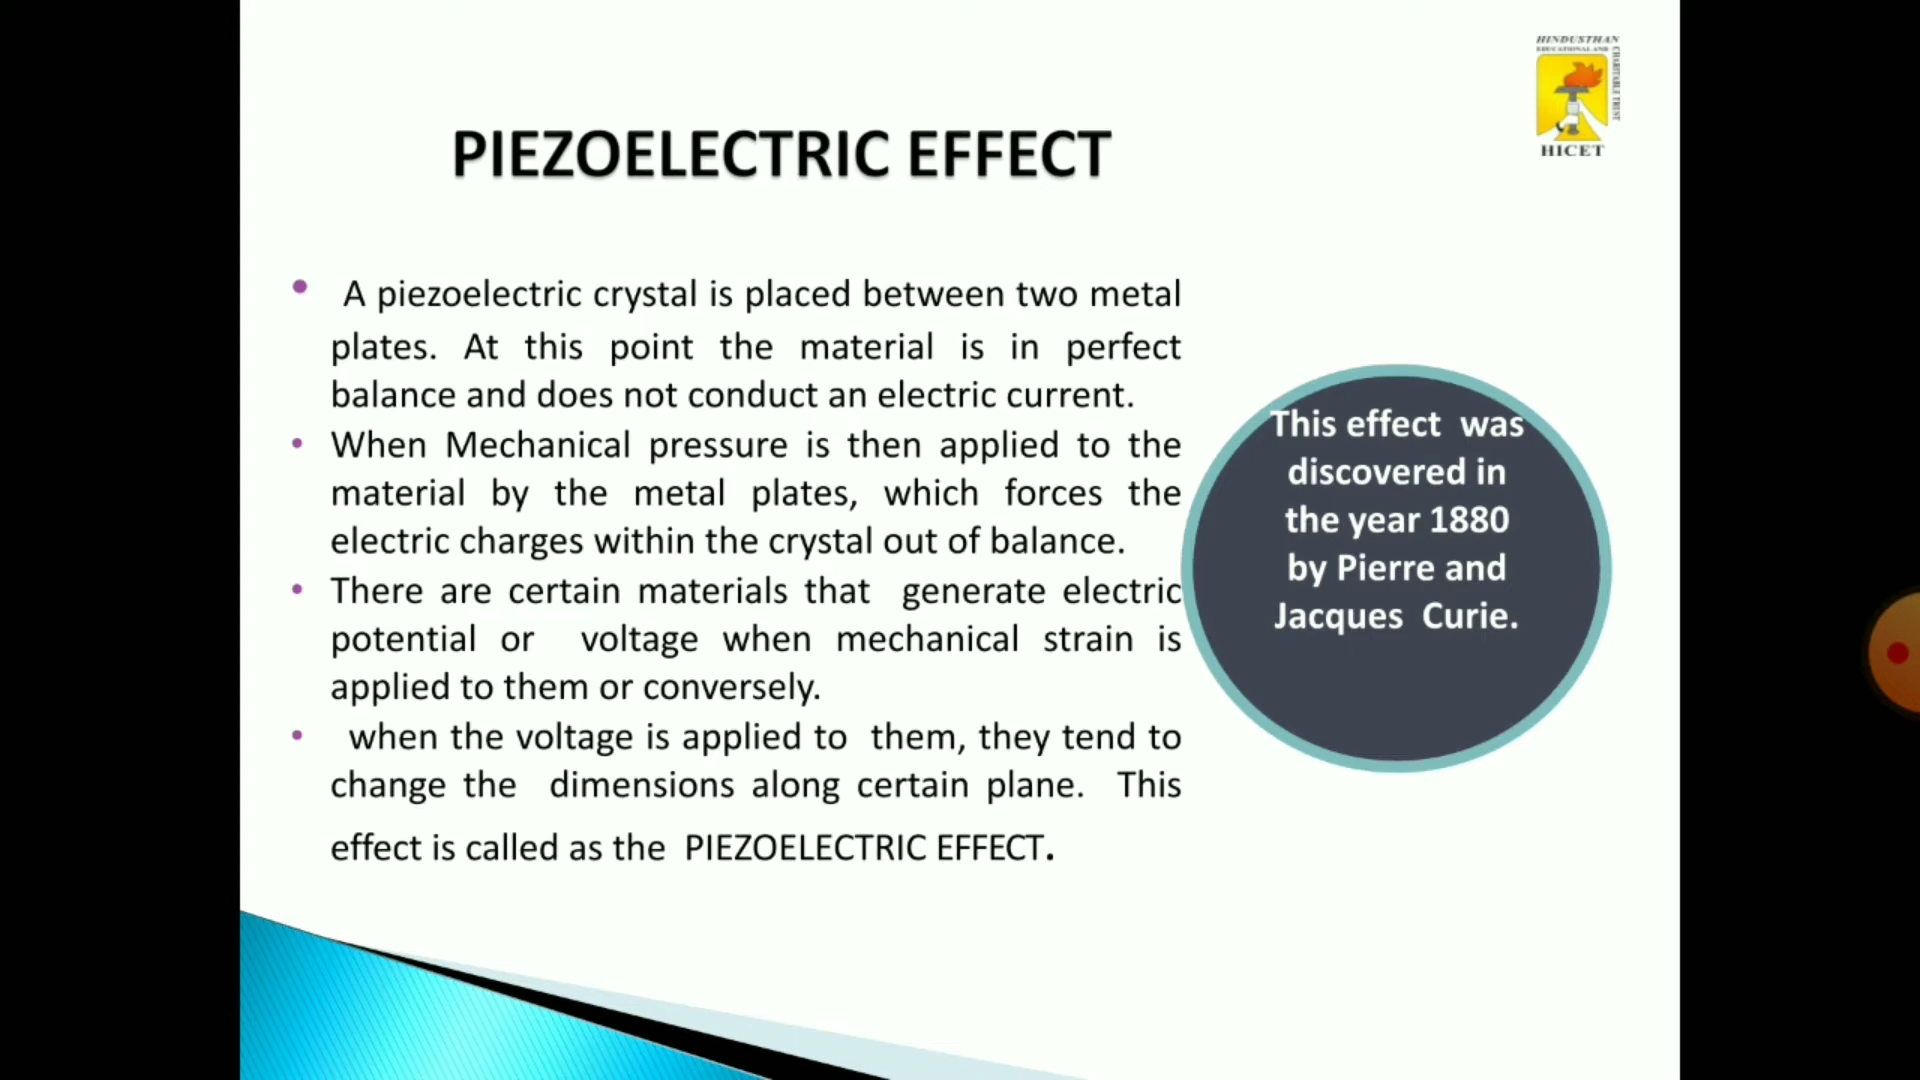 HINDUSTHAN
EDUCATIONAL AND
CHARITABLE TRUST
HICET
PIEZOELECTRIC EFFECT
• A piezoelectric crystal is placed between two metal
plates. At this point the material is in perfect
balance and does not conduct an electric current.
• When Mechanical pressure is then applied to the
material by the metal plates, which forces the
electric charges within the crystal out of balance.
• There are certain materials that generate electric
potential or voltage when mechanical strain is
applied to them or conversely.
• when the voltage is applied to them, they tend to
change the dimensions along certain plane. This
effect is called as the PIEZOELECTRIC EFFECT.
This effect was
discovered in
the year 1880
by Pierre and
Jacques Curie.